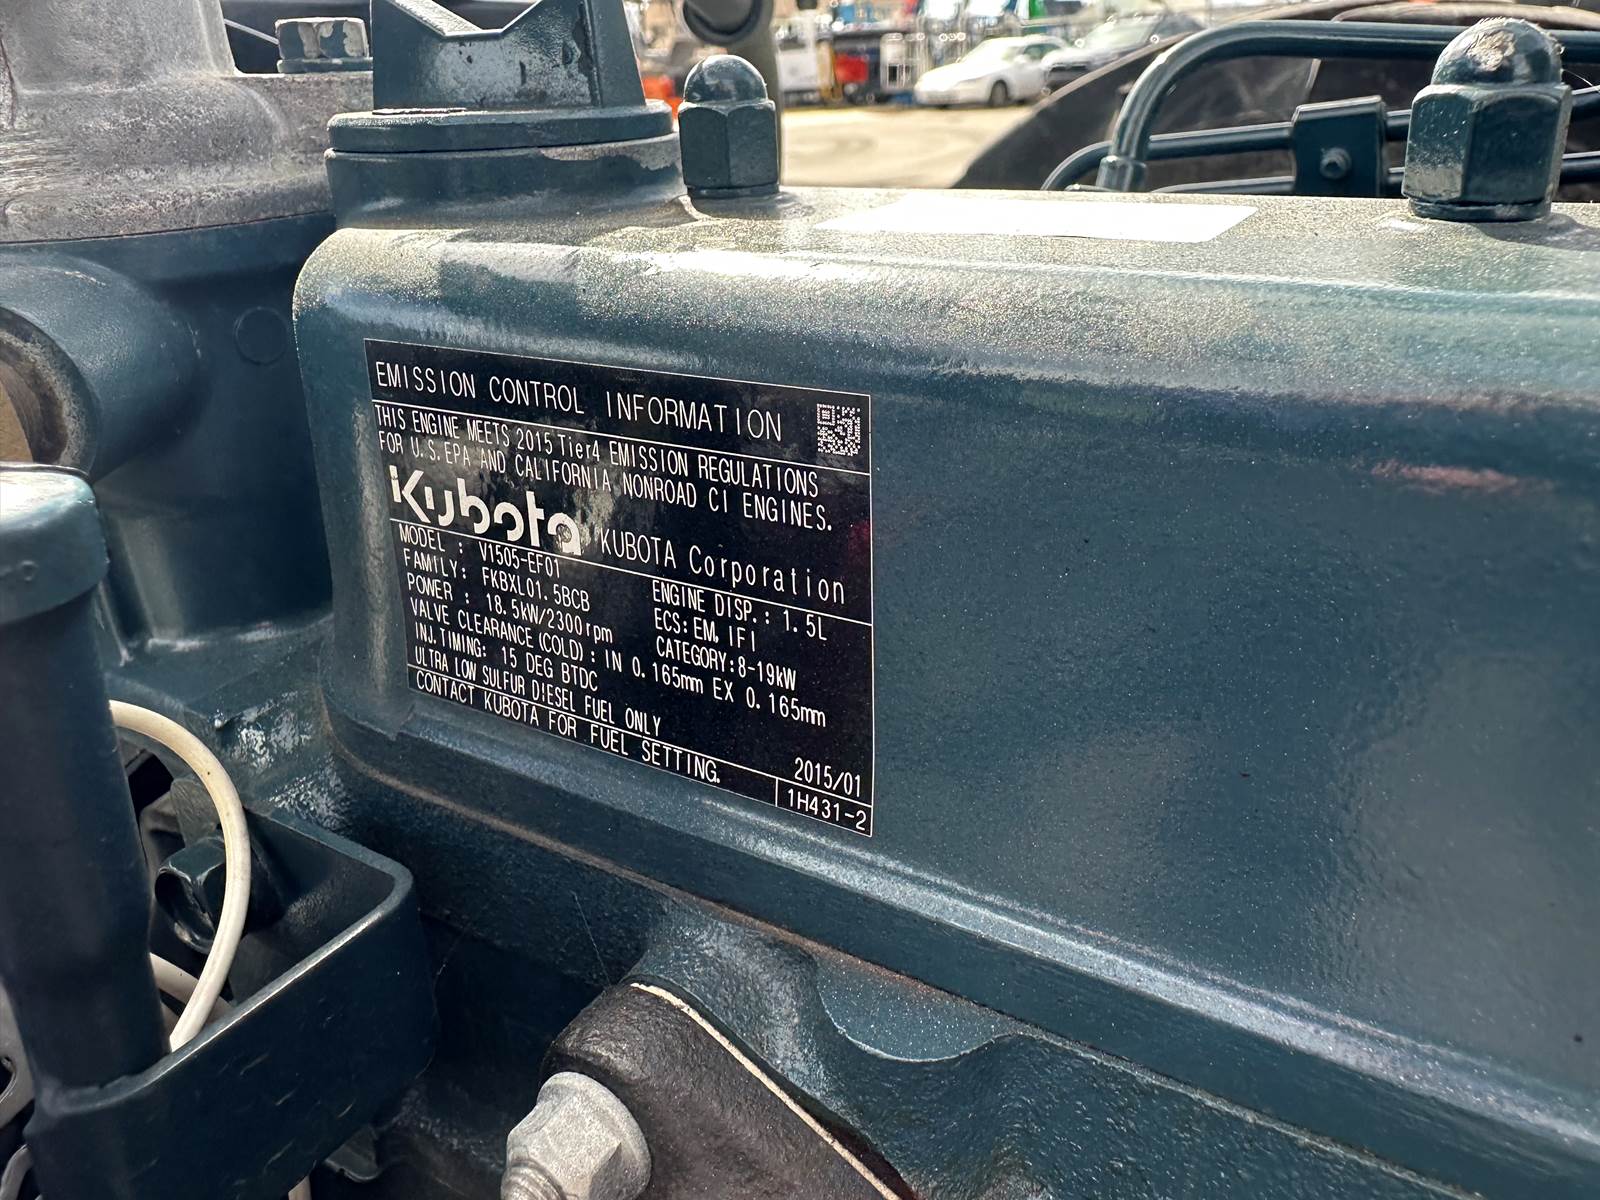 EMISSION CONTROL INFORMATION
THIS ENGINE MEETS 2015 Tier4 EMISSION REGULATIONS
FOR U.S.EPA AND CALIFORNIA NONROAD CI ENGINES.
Kubota KUBOTA Corporation
MODEL : V1505-EF01 ENGINE DISP.: 1.5L
FAMILY: FKBXL01.5BCB ECS:EM,IFI
POWER : 18.5kW/2300rpm CATEGORY:8-19kW
VALVE CLEARANCE(COLD): IN 0.165mm EX 0.165mm
INJ.TIMING: 15 DEG BTDC
ULTRA LOW SULFUR DIESEL FUEL ONLY 2015/01
CONTACT KUBOTA FOR FUEL SETTING. 1H431-2